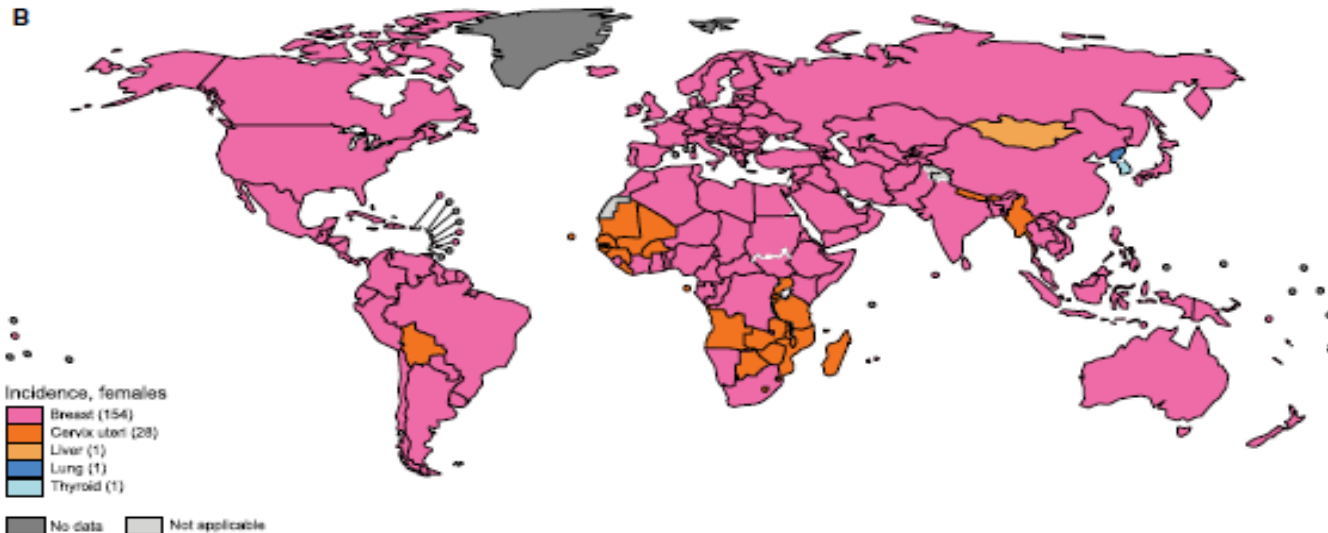 B
Incidence, females
Breast (154)
Cervix uteri (28)
Liver (1)
Lung (1)
Thyroid (1)
No data Not applicable